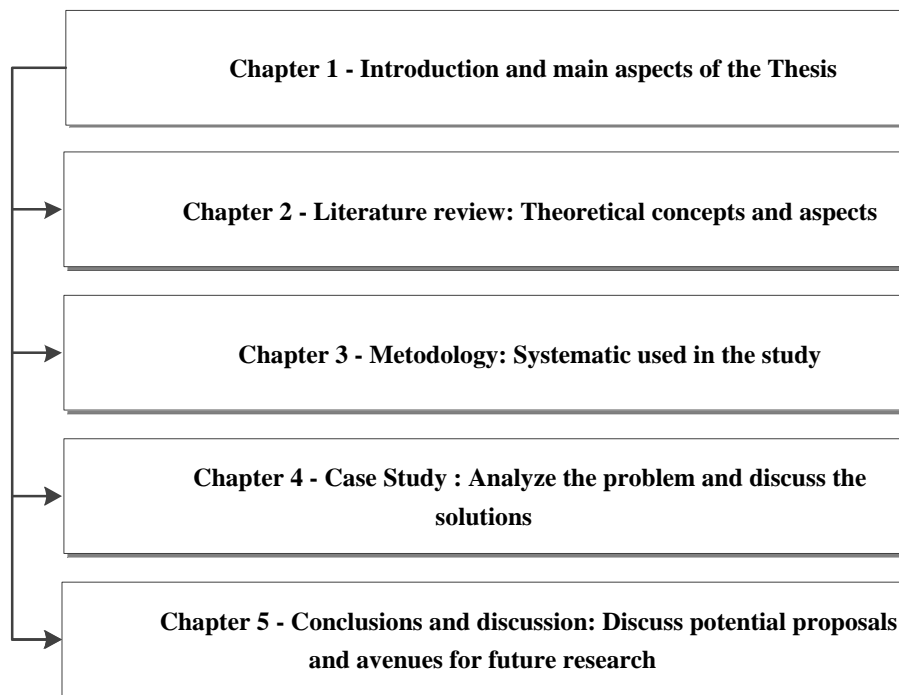 Chapter 1 - Introduction and main aspects of the Thesis
Chapter 2 - Literature review: Theoretical concepts and aspects
Chapter 3 - Metodology: Systematic used in the study
Chapter 4 - Case Study : Analyze the problem and discuss the
solutions
Chapter 5 - Conclusions and discussion: Discuss potential proposals
and avenues for future research